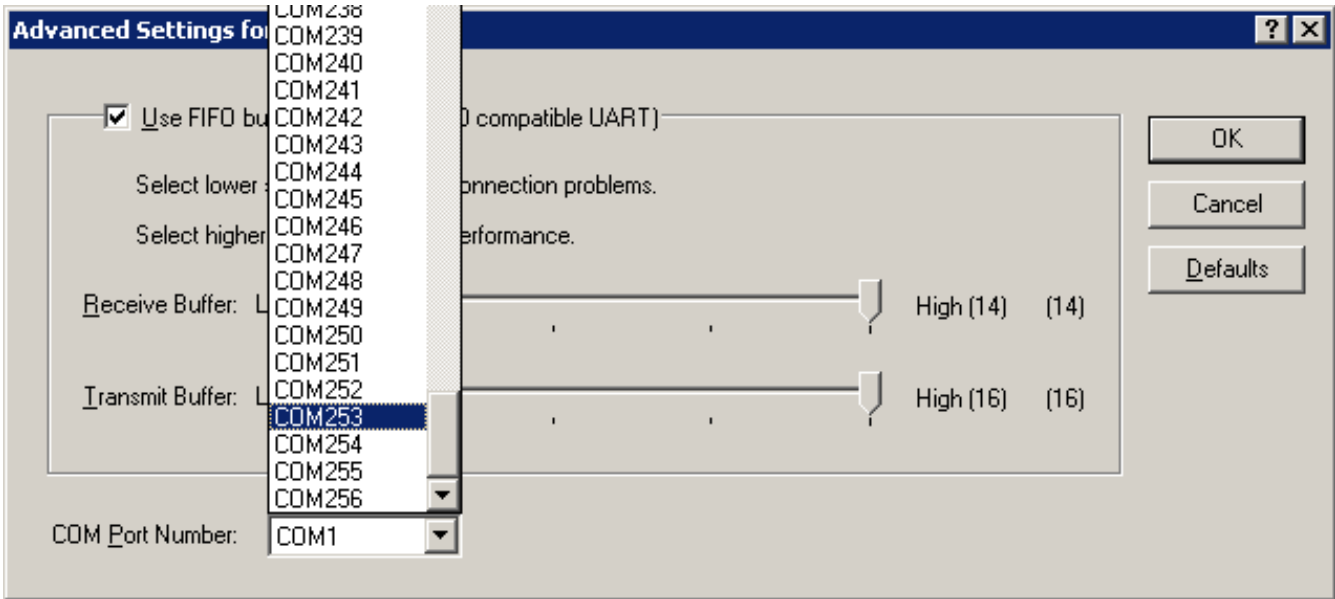 Advanced Settings fo
COM238
COM239
COM240
COM241
COM242
COM243
COM244
COM245
COM246
COM247
COM248
COM249
COM250
COM251
COM252
COM253
COM254
COM255
COM256
Use FIFO bu
0 compatible UART)
Select lower
onnection problems.
Select higher
erformance.
Receive Buffer: L
High (14) (14)
Transmit Buffer: L
High (16) (16)
COM Port Number: COM1
? X
OK
Cancel
Defaults